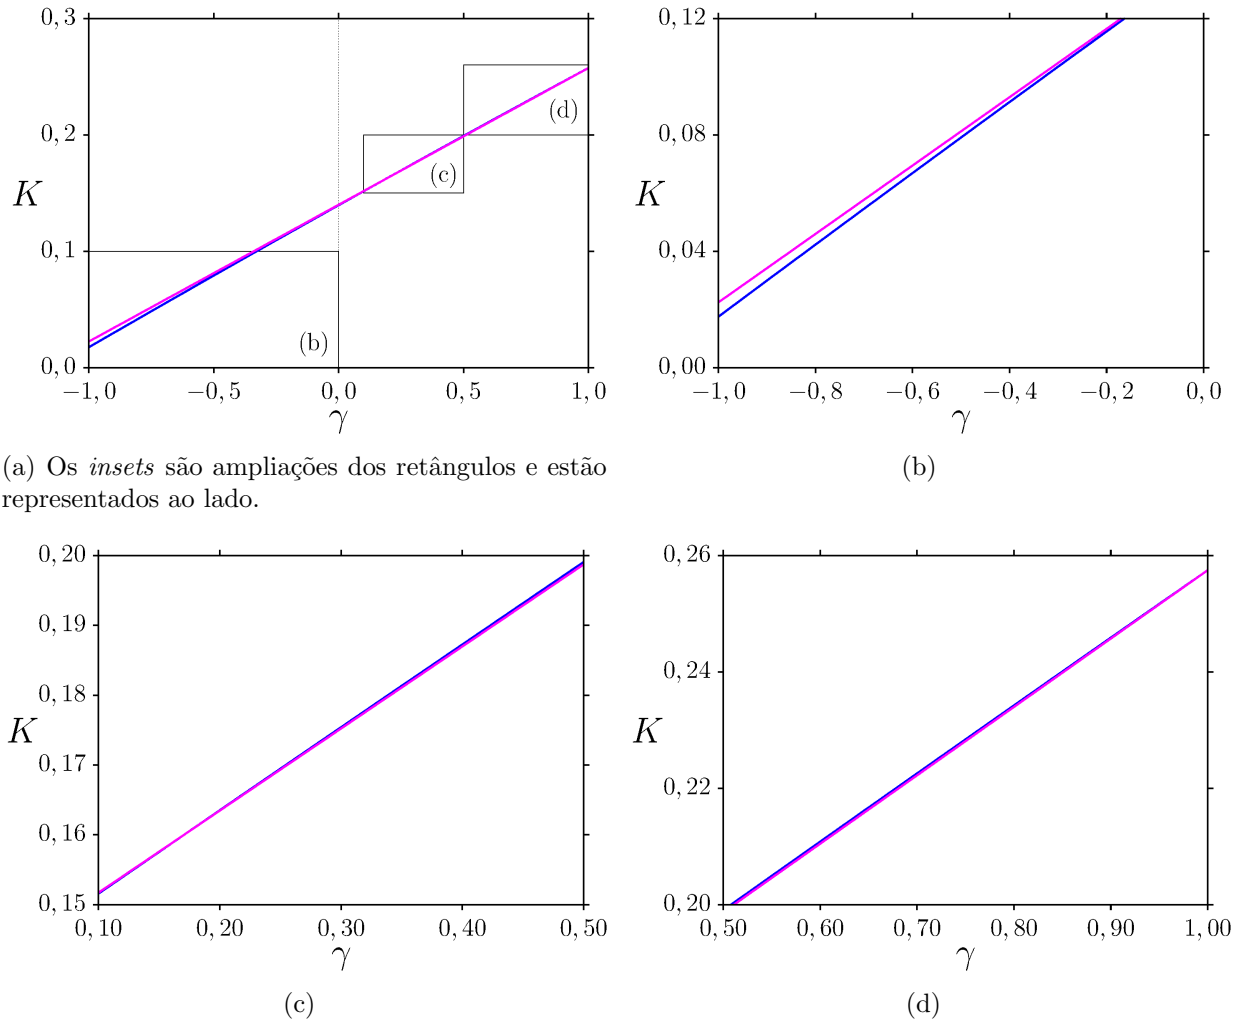 0, 3
0, 2
K
0, 1
0, 0
(d)
(c)
(b)
−1, 0 −0, 5 0, 0 0, 5 1, 0
γ
(a) Os insets são ampliações dos retângulos e estão
representados ao lado.
0, 12
0, 08
K
0, 04
0, 00
−1, 0 −0, 8 −0, 6 −0, 4 −0, 2 0, 0
γ
(b)
0, 20
0, 19
0, 18
K
0, 17
0, 16
0, 15
0, 10 0, 20 0, 30 0, 40 0, 50
γ
(c)
0, 26
0, 24
K
0, 22
0, 20
0, 50 0, 60 0, 70 0, 80 0, 90 1, 00
γ
(d)